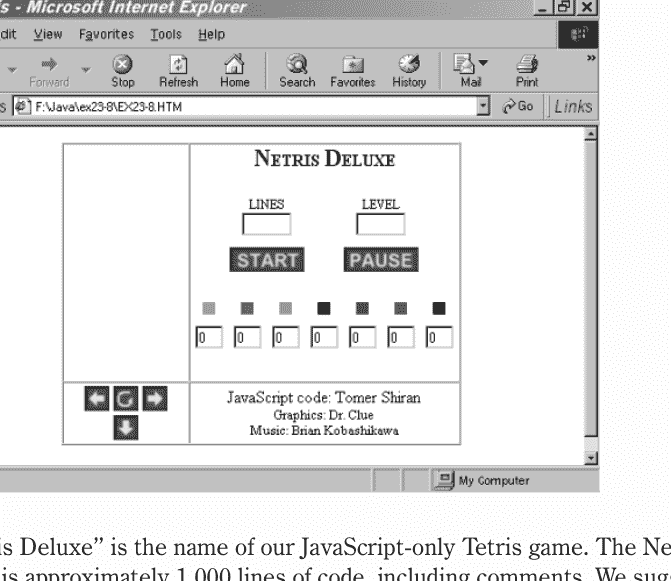 s - Microsoft Internet Explorer
dit View Favorites Tools Help
Forward Stop Refresh Home Search Favorites History Mail Print »
s F:\Java\ex23-8\EX23-8.HTM Go Links
NETRIS DELUXE
LINES LEVEL
START PAUSE
0 0 0 0 0 0 0
JavaScript code: Tomer Shiran
Graphics: Dr. Clue
Music: Brian Kobashikawa
My Computer
is Deluxe” is the name of our JavaScript-only Tetris game. The Ne
is approximately 1,000 lines of code, including comments. We sug